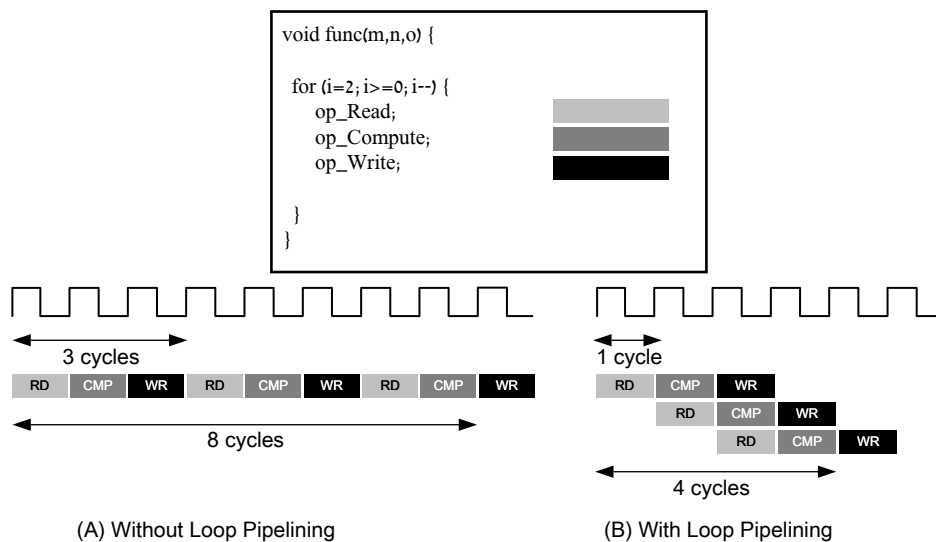 void func(m,n,o) {
for (i=2; i>=0; i--) {
op_Read;
op_Compute;
op_Write;
}
}
3 cycles
RD CMP WR RD CMP WR RD CMP WR
8 cycles
(A) Without Loop Pipelining
1 cycle
RD CMP WR
RD CMP WR
RD CMP WR
4 cycles
(B) With Loop Pipelining